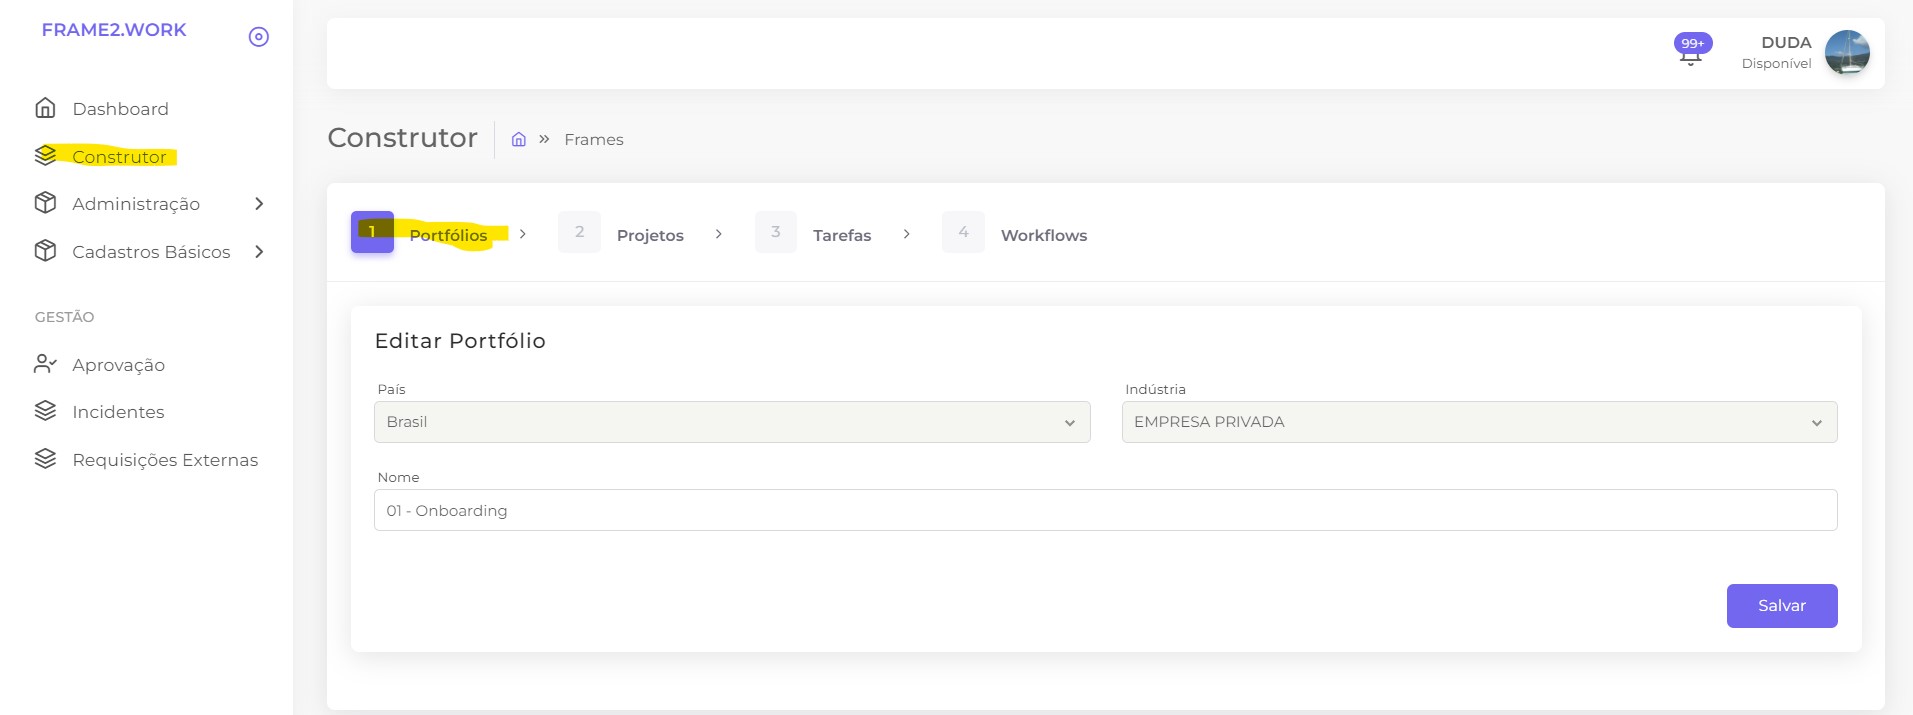 FRAME2.WORK
Dashboard
Construtor
Administração
Cadastros Básicos
GESTÃO
Aprovação
Incidentes
Requisições Externas
99+
DUDA
Disponível
Construtor
Frames
1 Portfólios
2 Projetos
3 Tarefas
4 Workflows
Editar Portfólio
País
Brasil
Indústria
EMPRESA PRIVADA
Nome
01 - Onboarding
Salvar